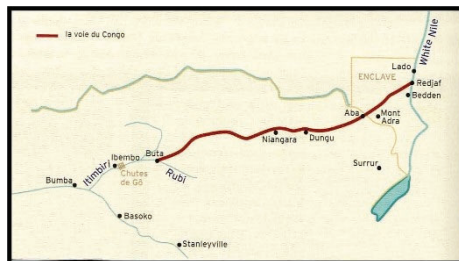 la voie du Congo
White Nile
Lado
ENCLAVE
Redjaf
Bedden
Aba
Mont
Adra
Niangara
Dungu
Buta
Ibembo
Chutes
de Gô
Surrur
Itimbiri
Rubi
Bumba
Basoko
Stanleyville